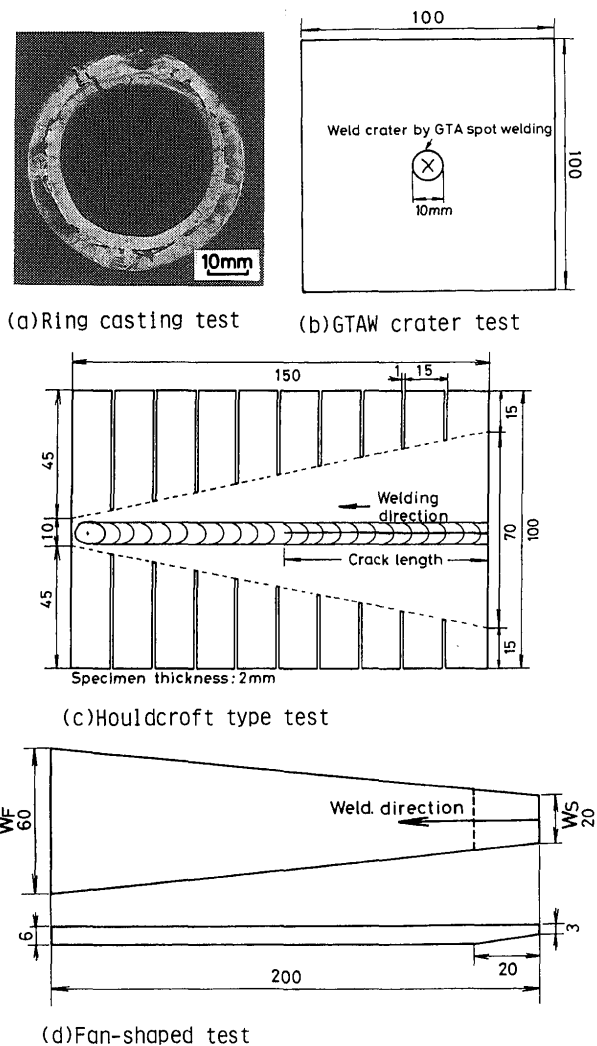 10mm
(a)Ring casting test
100
Weld crater by GTA spot welding
10mm
100
(b)GTAW crater test
150
1 15
15
45
10
45
Welding
direction
Crack length
70
100
15
Specimen thickness:2mm
(c)Houldcroft type test
WF
60
Weld. direction
WS
20
6
3
20
200
(d)Fan-shaped test